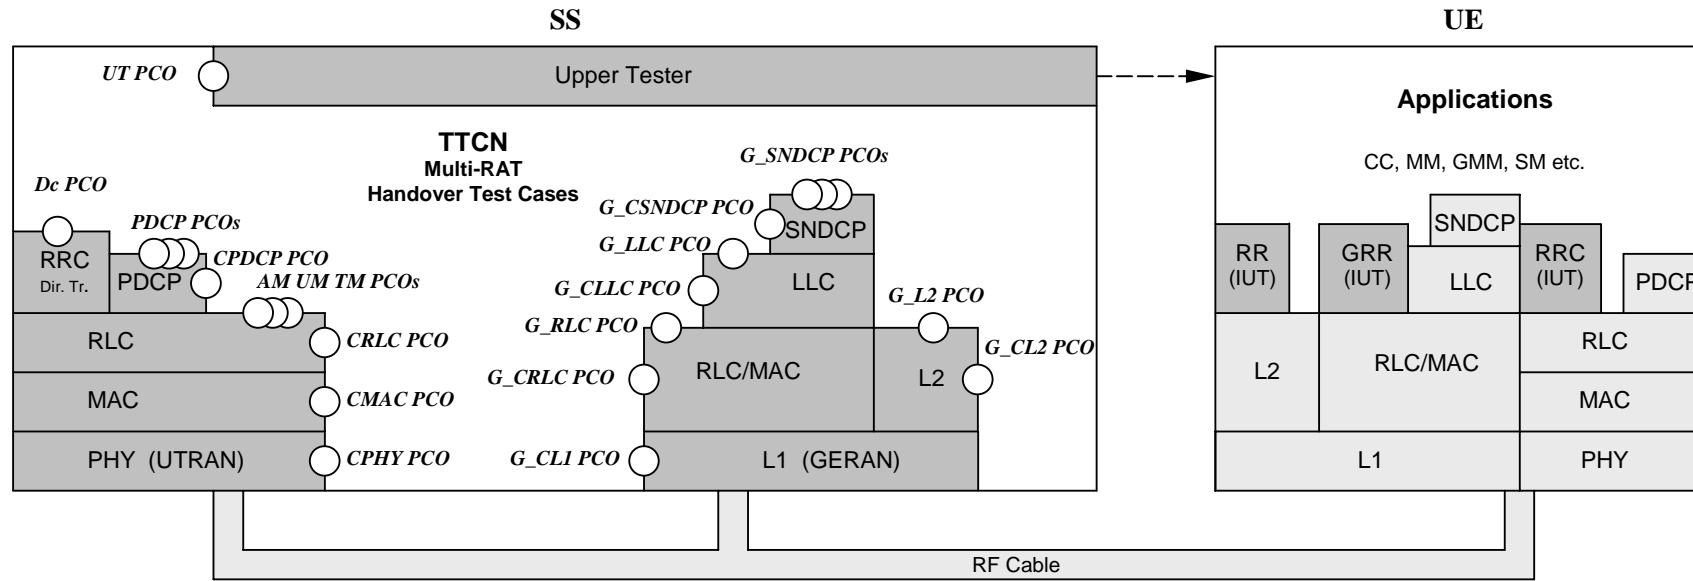 SS
UE
UT PCO
Upper Tester
Applications
TTCN
Multi-RAT
Handover Test Cases
G_SNDCP PCOs
CC, MM, GMM, SM etc.
Dc PCO
PDCP PCOs
G_CSNDCP PCO
SNDCP
SNDCP
CPDCP PCO
G_LLC PCO
RRC
Dir. Tr.
PDCP
AM UM TM PCOs
G_CLLC PCO
LLC
G_L2 PCO
RR
(IUT)
GRR
(IUT)
LLC
RRC
(IUT)
PDCP
G_RLC PCO
RLC
CRLC PCO
G_CL2 PCO
RLC
G_CRLC PCO
RLC/MAC
L2
L2
RLC/MAC
MAC
CMAC PCO
MAC
PHY (UTRAN)
CPHY PCO
G_CL1 PCO
L1 (GERAN)
L1
PHY
RF Cable